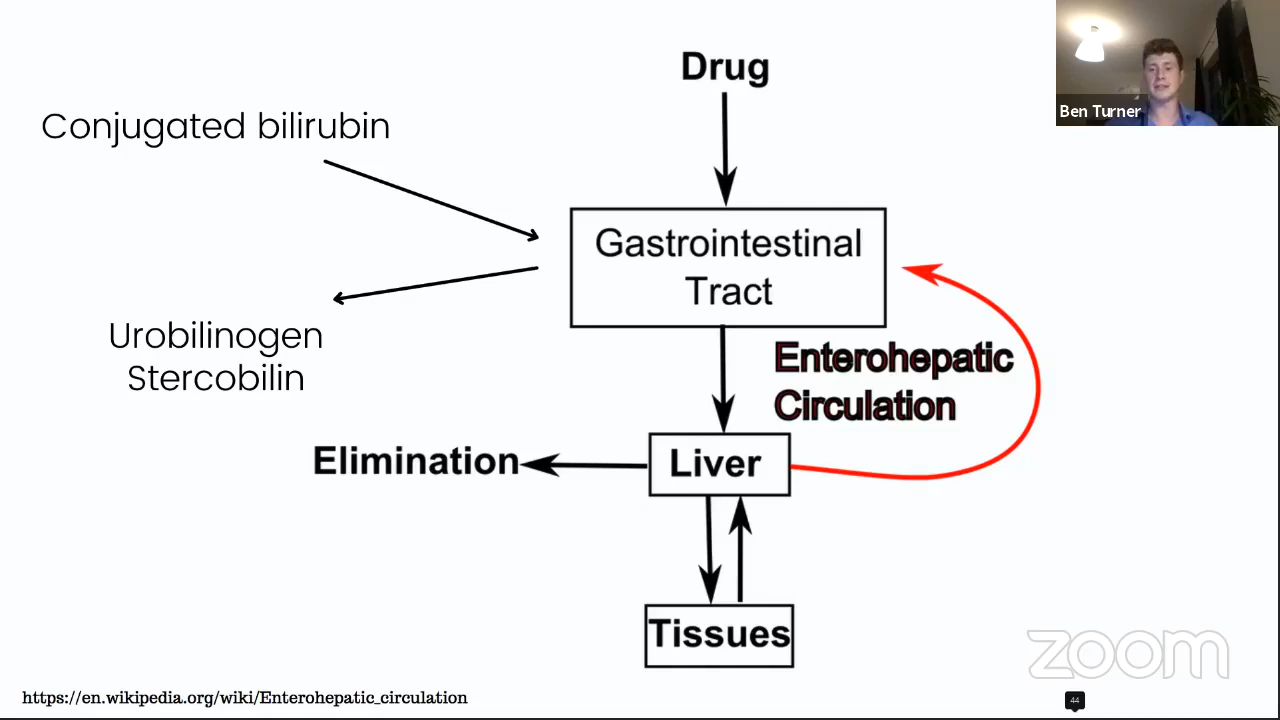 Drug
Ben Turner
Conjugated bilirubin
Gastrointestinal
Tract
Urobilinogen
Stercobilin
Enterohepatic
Circulation
Elimination
Liver
Tissues
zoom
https://en.wikipedia.org/wiki/Enterohepatic_circulation
44